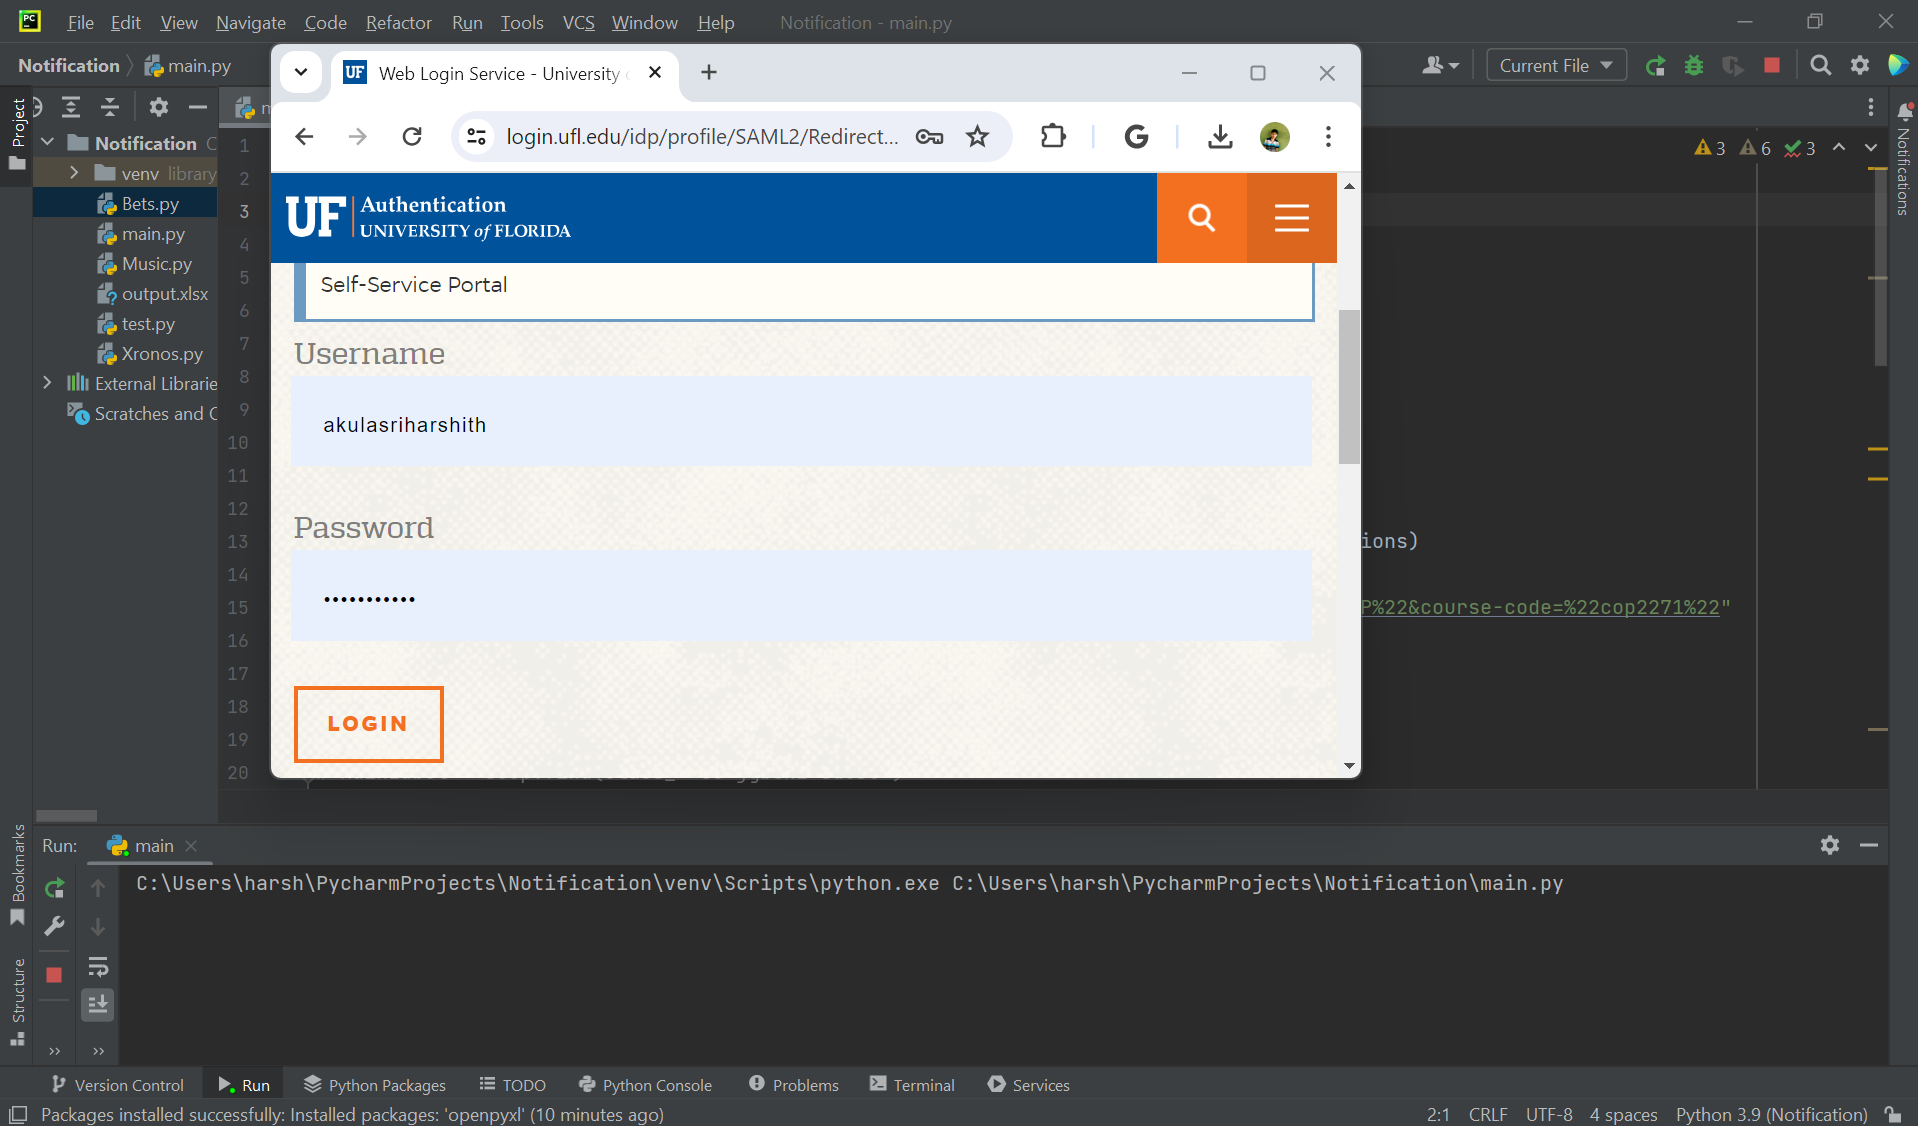 PC File Edit View Navigate Code Refactor Run Tools VCS Window Help Notification - main.py
Notification main.py
Current File
Web Login Service - University
login.ufl.edu/idp/profile/SAML2/Redirect...
UF Authentication
UNIVERSITY of FLORIDA
Self-Service Portal
Username
akulasriharshith
Password
•••••••••••
LOGIN
Project
Notification
venv library
Bets.py
main.py
Music.py
output.xlsx
test.py
Xronos.py
External Librarie
Scratches and C
1
2
3
4
5
6
7
8
9
10
11
12
13
14
15
16
17
18
19
20
3 6 3
ions)
P%22&course-code=%22cop2271%22"
Notifications
Bookmarks
Structure
Run: main
C:\Users\harsh\PycharmProjects\Notification\venv\Scripts\python.exe C:\Users\harsh\PycharmProjects\Notification\main.py
Version Control Run Python Packages TODO Python Console Problems Terminal Services
Packages installed successfully: Installed packages: 'openpyxl' (10 minutes ago)
2:1 CRLF UTF-8 4 spaces Python 3.9 (Notification)